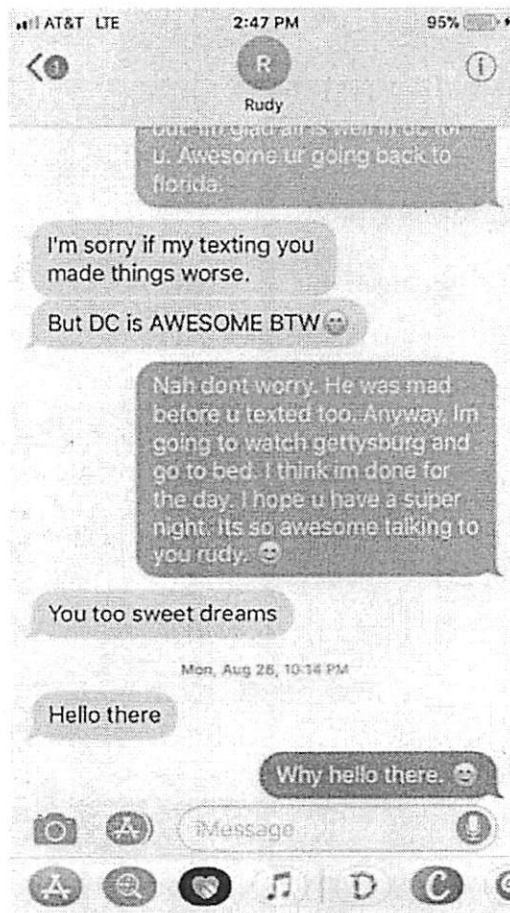 AT&T LTE 2:47 PM 95%
R
Rudy
u. Awesome ur going back to
florida.
I'm sorry if my texting you
made things worse.
But DC is AWESOME BTW😁
Nah dont worry. He was mad
before u texted too. Anyway, Im
going to watch gettysburg and
go to bed. I think im done for
the day. I hope u have a super
night. Its so awesome talking to
you rudy. 😊
You too sweet dreams
Mon, Aug 26, 10:14 PM
Hello there
Why hello there. 😊
iMessage
D C